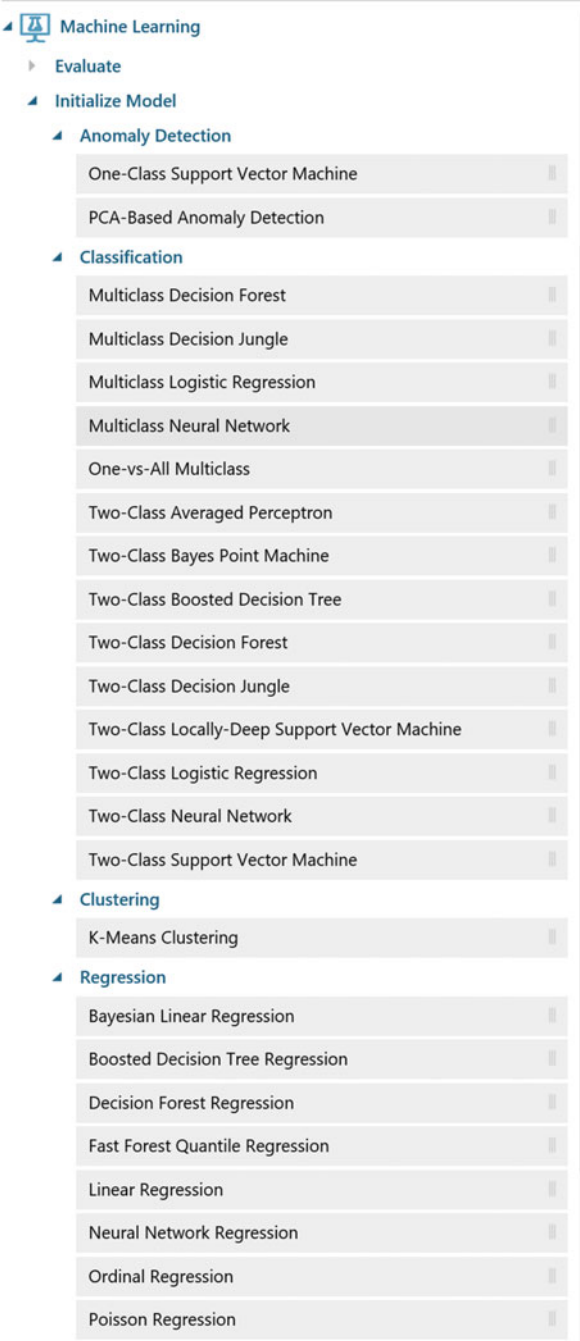 Machine Learning
Evaluate
Initialize Model
Anomaly Detection
One-Class Support Vector Machine
PCA-Based Anomaly Detection
Classification
Multiclass Decision Forest
Multiclass Decision Jungle
Multiclass Logistic Regression
Multiclass Neural Network
One-vs-All Multiclass
Two-Class Averaged Perceptron
Two-Class Bayes Point Machine
Two-Class Boosted Decision Tree
Two-Class Decision Forest
Two-Class Decision Jungle
Two-Class Locally-Deep Support Vector Machine
Two-Class Logistic Regression
Two-Class Neural Network
Two-Class Support Vector Machine
Clustering
K-Means Clustering
Regression
Bayesian Linear Regression
Boosted Decision Tree Regression
Decision Forest Regression
Fast Forest Quantile Regression
Linear Regression
Neural Network Regression
Ordinal Regression
Poisson Regression